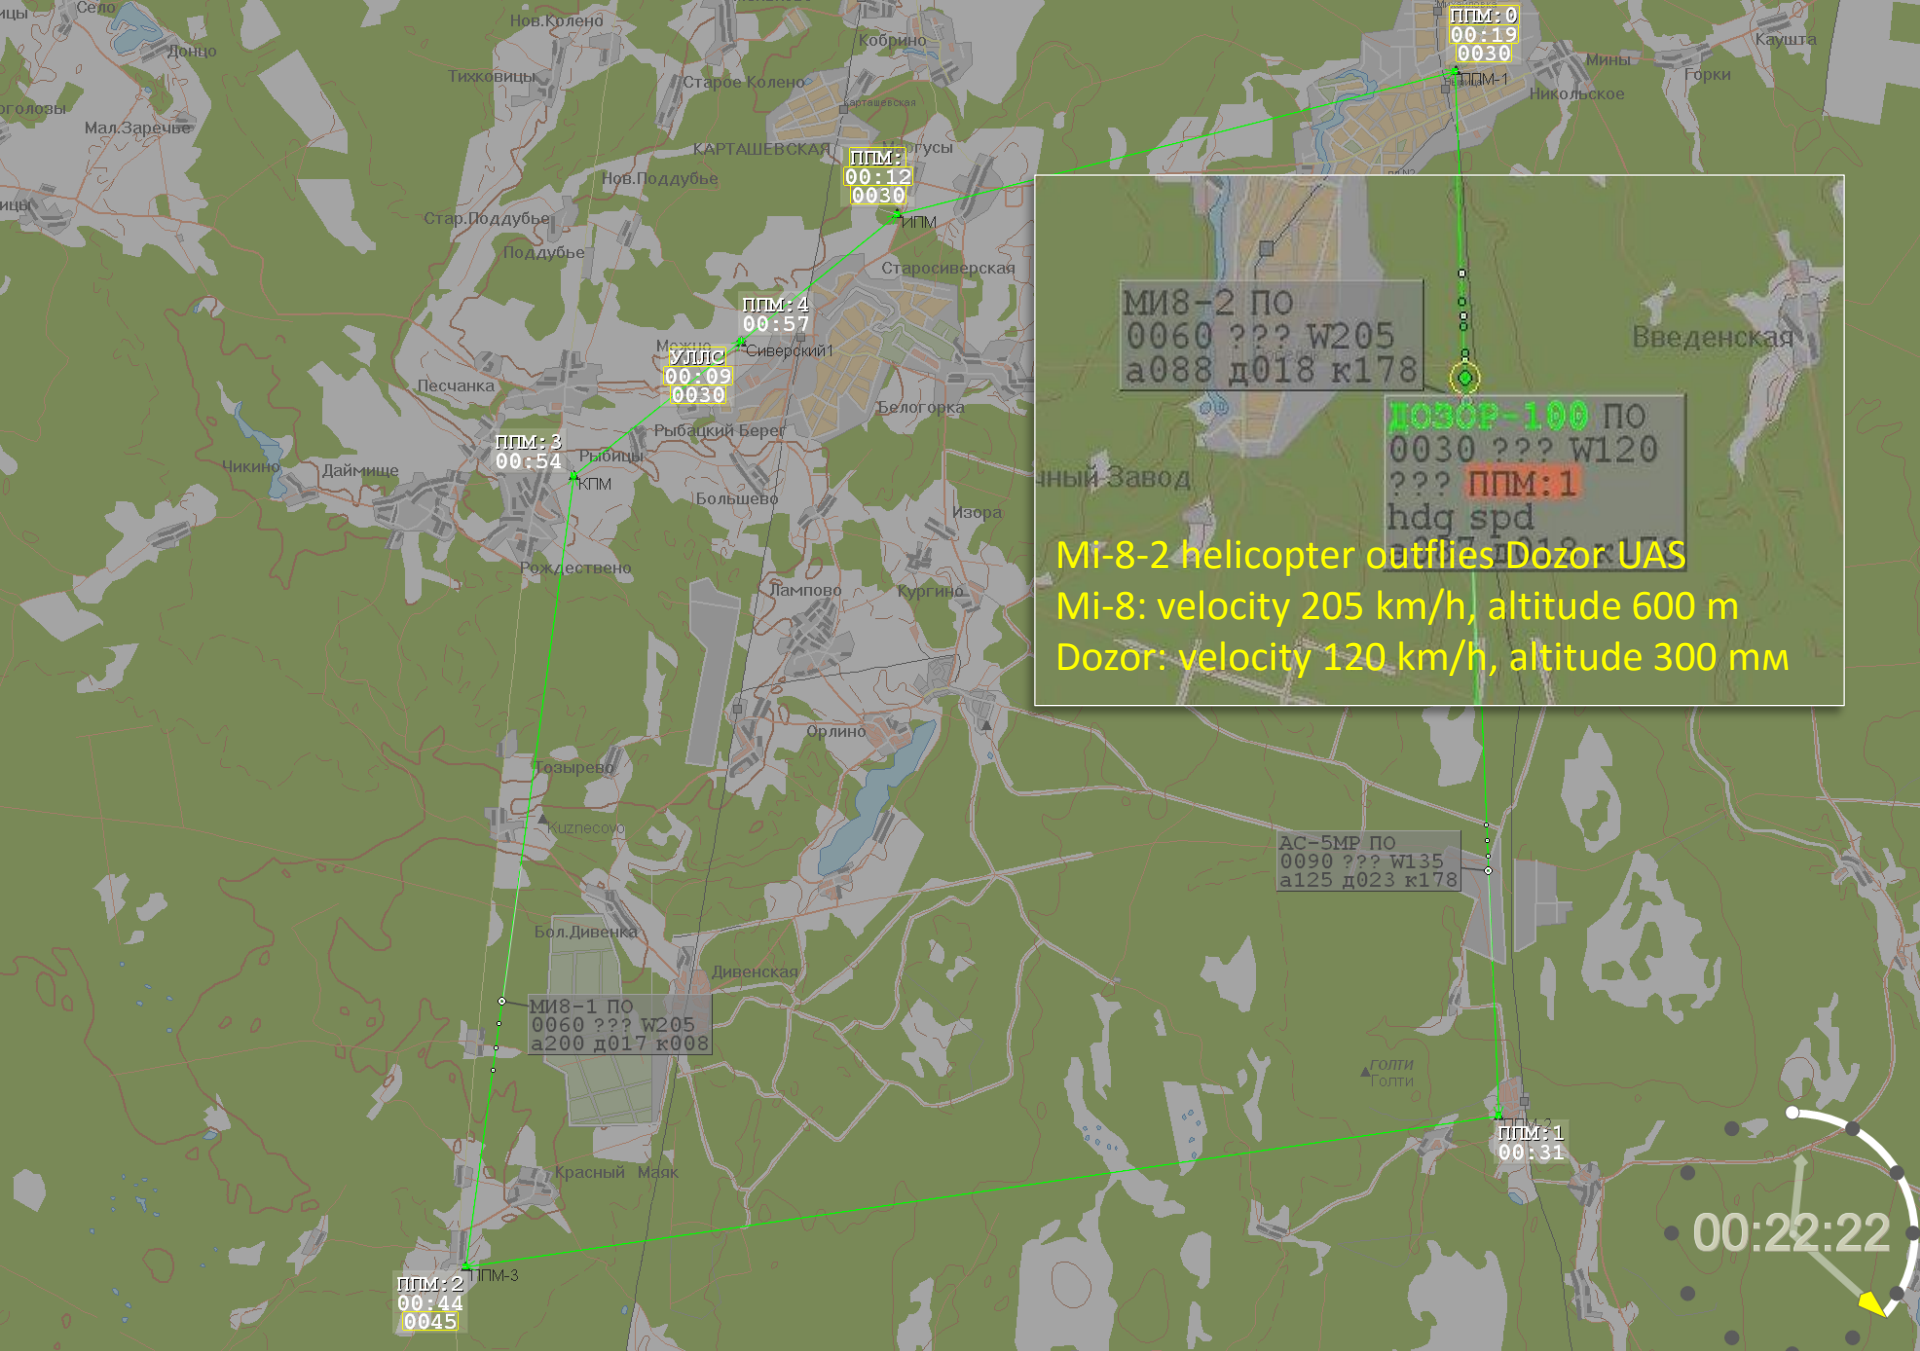 Село
Донцо
Мал.Заречье
Нов.Колено
Тихковицы
Старое Колено
Кобрино
Карташевская
КАРТАШЕВСКАЯ
Маргусы
Нов.Поддубье
Стар.Поддубье
Поддубье
ППМ:
00:12
0030
ИПМ
ППМ:0
00:19
0030
ППМ-1
Мины
Горки
Каушта
Никольское
Старосиверская
ППМ:4
00:57
Сиверский1
УЛЛС
00:09
0030
Песчанка
Белогорка
Рыбацкий Берег
ППМ:3
00:54
Рыбицы
КПМ
Чикино
Даймище
Большево
Изора
Рождествено
Лампово
Кургино
МИ8-2 ПО
0060 ??? W205
а088 д018 к178
Введенская
ДОЗОР-100 ПО
0030 ??? W120
??? ППМ:1
hdg spd
а087 д018 к178
Завод
Mi-8-2 helicopter outflies Dozor UAS
Mi-8: velocity 205 km/h, altitude 600 m
Dozor: velocity 120 km/h, altitude 300 mм
Орлино
Тозырево
Kuznecovo
АС-5МР ПО
0090 ??? W135
а125 д023 к178
Бол.Дивенка
Дивенская
МИ8-1 ПО
0060 ??? W205
а200 д017 к008
ГОЛТИ
Голти
ППМ:1
00:31
Красный Маяк
ППМ-3
ППМ:2
00:44
0045
00:22:22